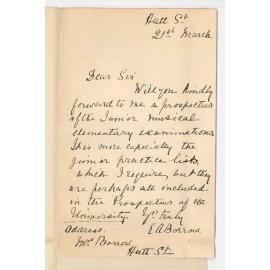 Hutt St
21st March
Dear Sir
Will you kindly
forward to me a prospectus
of the Junior musical
elementary examinations
It is more especially the
junior practice lists,
which I require, but they
are perhaps all included
in the Prospectus of the
University. Yrs truly
Address. E A Borrow
Mrs Borrow
Hutt St